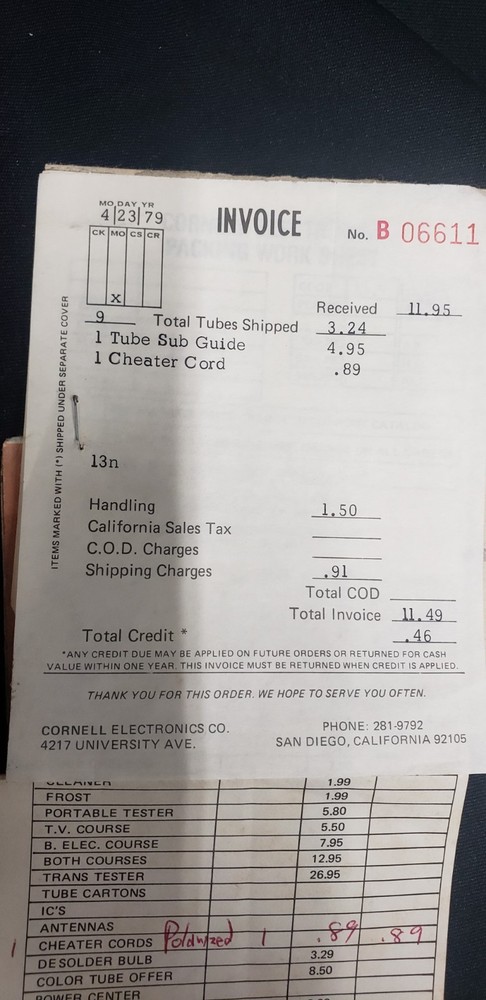 MO DAY YR
4|23|79
INVOICE
No. B 06611
CK MO CS CR
X
Received 11.95
9 Total Tubes Shipped 3.24
1 Tube Sub Guide 4.95
1 Cheater Cord .89
ITEMS MARKED WITH (*) SHIPPED UNDER SEPARATE COVER
13n
Handling 1.50
California Sales Tax
C.O.D. Charges
Shipping Charges .91
Total COD
Total Invoice 11.49
Total Credit * .46
*ANY CREDIT DUE MAY BE APPLIED ON FUTURE ORDERS OR RETURNED FOR CASH
VALUE WITHIN ONE YEAR. THIS INVOICE MUST BE RETURNED WHEN CREDIT IS APPLIED.
THANK YOU FOR THIS ORDER. WE HOPE TO SERVE YOU OFTEN.
CORNELL ELECTRONICS CO. PHONE: 281-9792
4217 UNIVERSITY AVE. SAN DIEGO, CALIFORNIA 92105
CLEANER 1.99
FROST 1.99
PORTABLE TESTER 5.80
T.V. COURSE 5.50
B. ELEC. COURSE 7.95
BOTH COURSES 12.95
TRANS TESTER 26.95
TUBE CARTONS
IC'S
ANTENNAS
1 CHEATER CORDS Polarized 1 .89 .89
DESOLDER BULB 3.29
COLOR TUBE OFFER 8.50
POWER CENTER